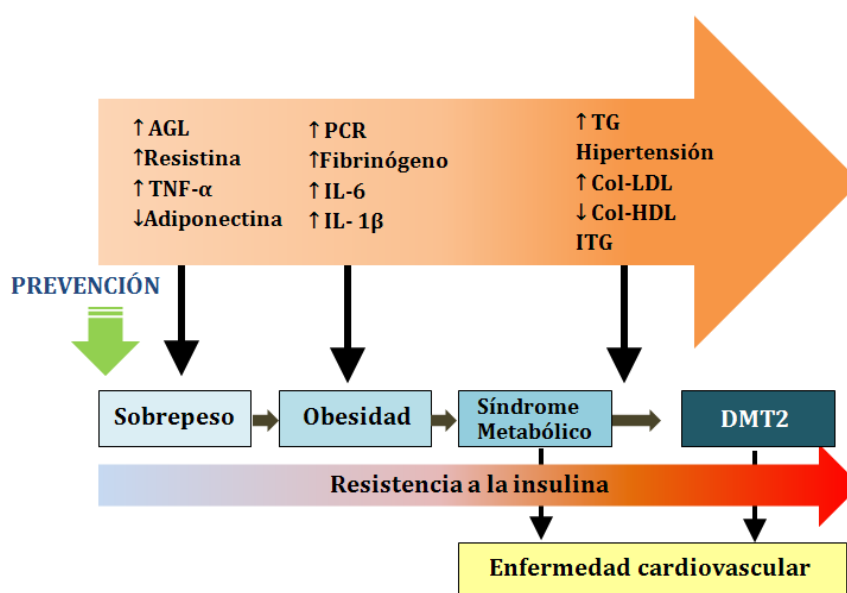 ↑ AGL
↑Resistina
↑ TNF-α
↓Adiponectina
↑ PCR
↑Fibrinógeno
↑ IL-6
↑ IL- 1β
↑ TG
Hipertensión
↑ Col-LDL
↓ Col-HDL
ITG
PREVENCIÓN
Sobrepeso
Obesidad
Síndrome
Metabólico
DMT2
Resistencia a la insulina
Enfermedad cardiovascular